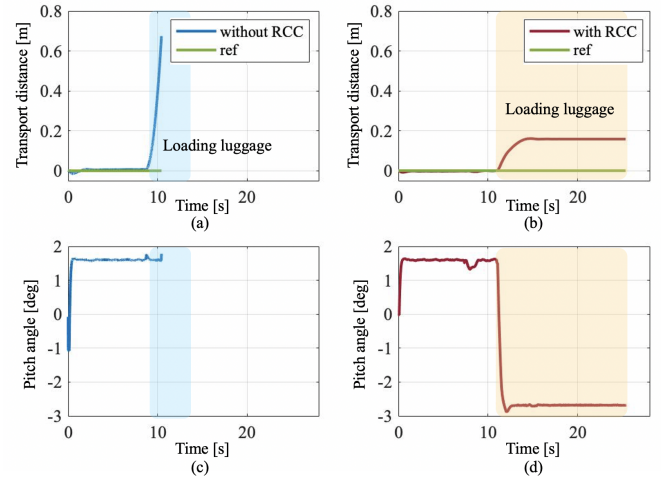 Transport distance [m]
0.8
0.6
0.4
0.2
0
without RCC
ref
Loading luggage
0
10
20
Time [s]
(a)
Transport distance [m]
0.8
0.6
0.4
0.2
0
with RCC
ref
Loading luggage
0
10
20
Time [s]
(b)
Pitch angle [deg]
2
1
0
-1
-2
-3
0
10
20
Time [s]
(c)
Pitch angle [deg]
2
1
0
-1
-2
-3
0
10
20
Time [s]
(d)